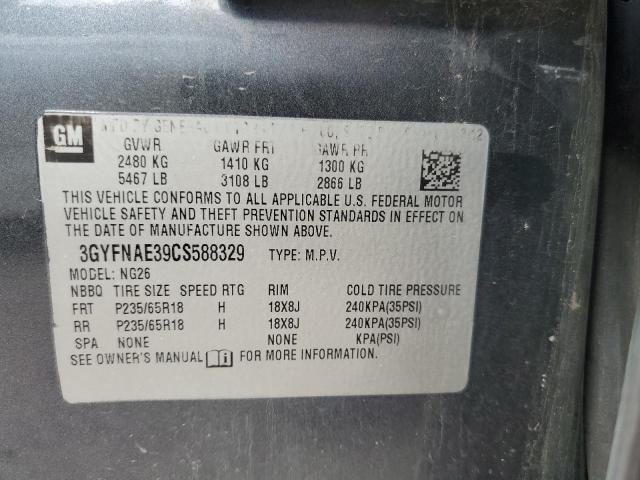 GM
GVWR GAWR FRT GAWR RR
2480 KG 1410 KG 1300 KG
5467 LB 3108 LB 2866 LB
THIS VEHICLE CONFORMS TO ALL APPLICABLE U.S. FEDERAL MOTOR
VEHICLE SAFETY AND THEFT PREVENTION STANDARDS IN EFFECT ON
THE DATE OF MANUFACTURE SHOWN ABOVE.
3GYFNAE39CS588329 TYPE: M.P.V.
MODEL: NG26
NBBQ TIRE SIZE SPEED RTG RIM COLD TIRE PRESSURE
FRT P235/65R18 H 18X8J 240KPA(35PSI)
RR P235/65R18 H 18X8J 240KPA(35PSI)
SPA NONE NONE KPA(PSI)
SEE OWNER'S MANUAL i FOR MORE INFORMATION.